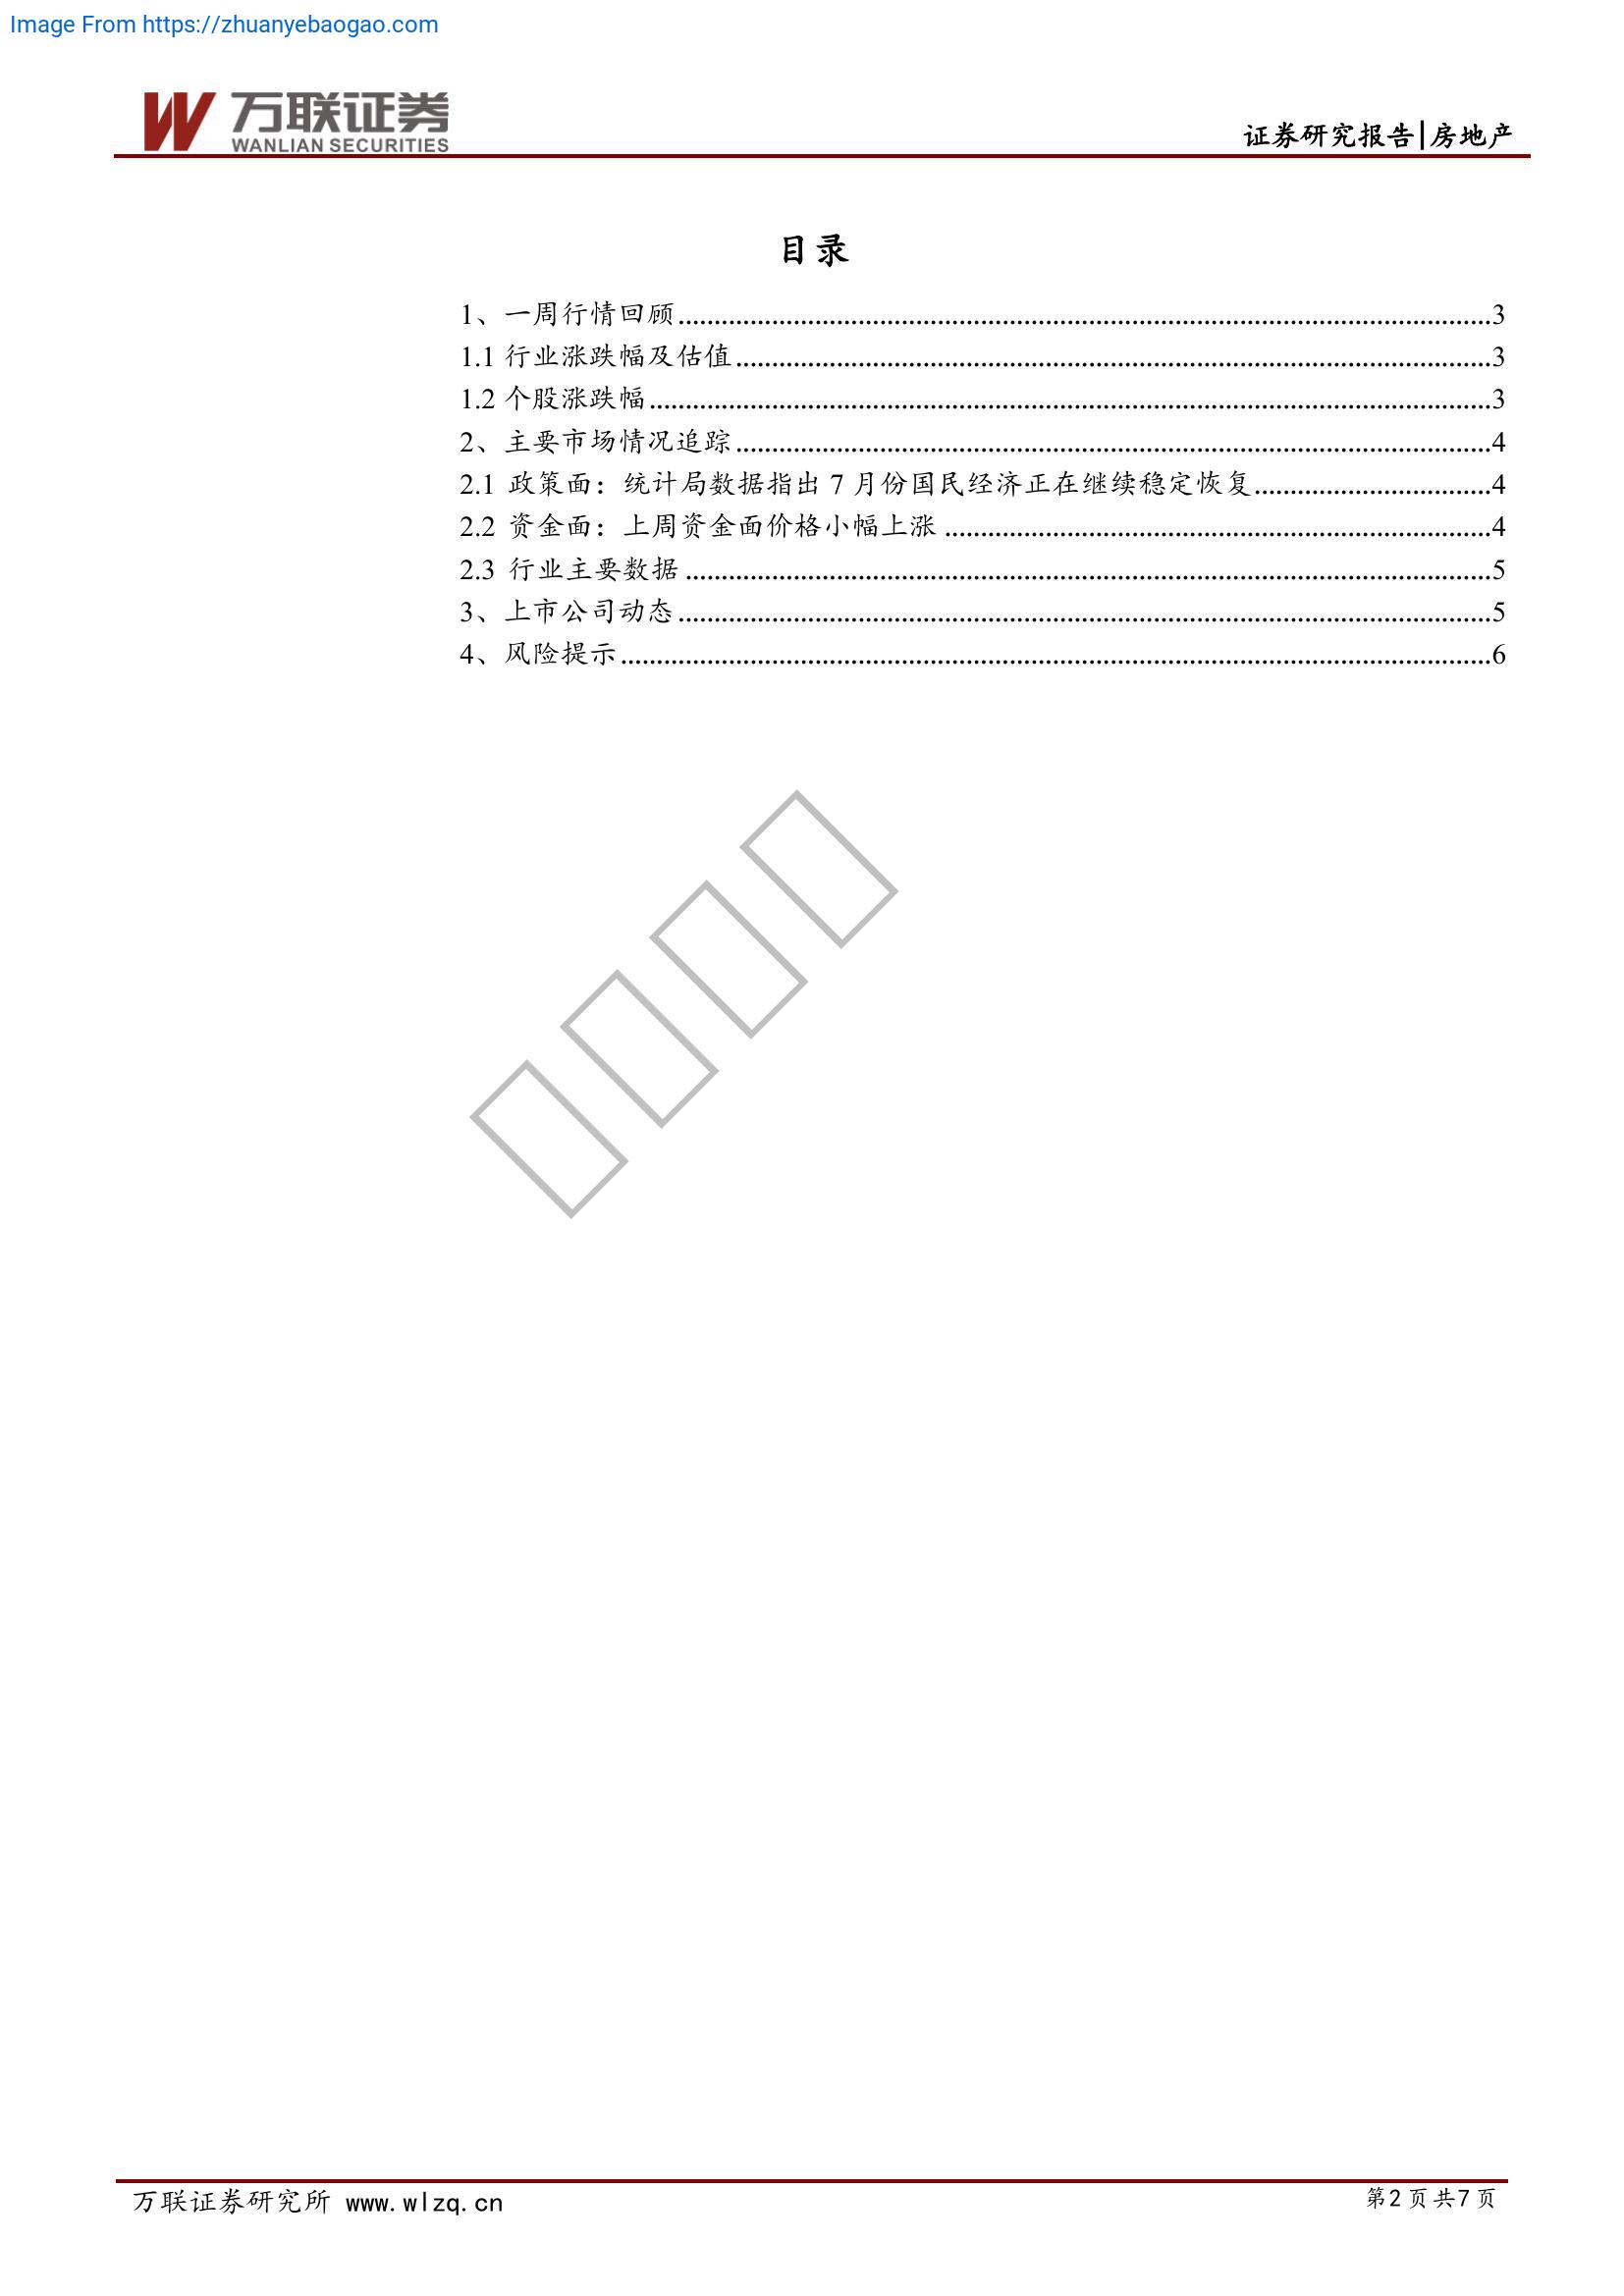 Image From https://zhuanyebaogao.com
万联证券
WANLIAN SECURITIES
证券研究报告|房地产
目录
1、一周行情回顾.....3
1.1 行业涨跌幅及估值.....3
1.2 个股涨跌幅.....3
2、主要市场情况追踪.....4
2.1 政策面：统计局数据指出 7 月份国民经济正在继续稳定恢复.....4
2.2 资金面：上周资金面价格小幅上涨.....4
2.3 行业主要数据.....5
3、上市公司动态.....5
4、风险提示.....6
万联证券研究所 www.wlzq.cn
第2页共7页